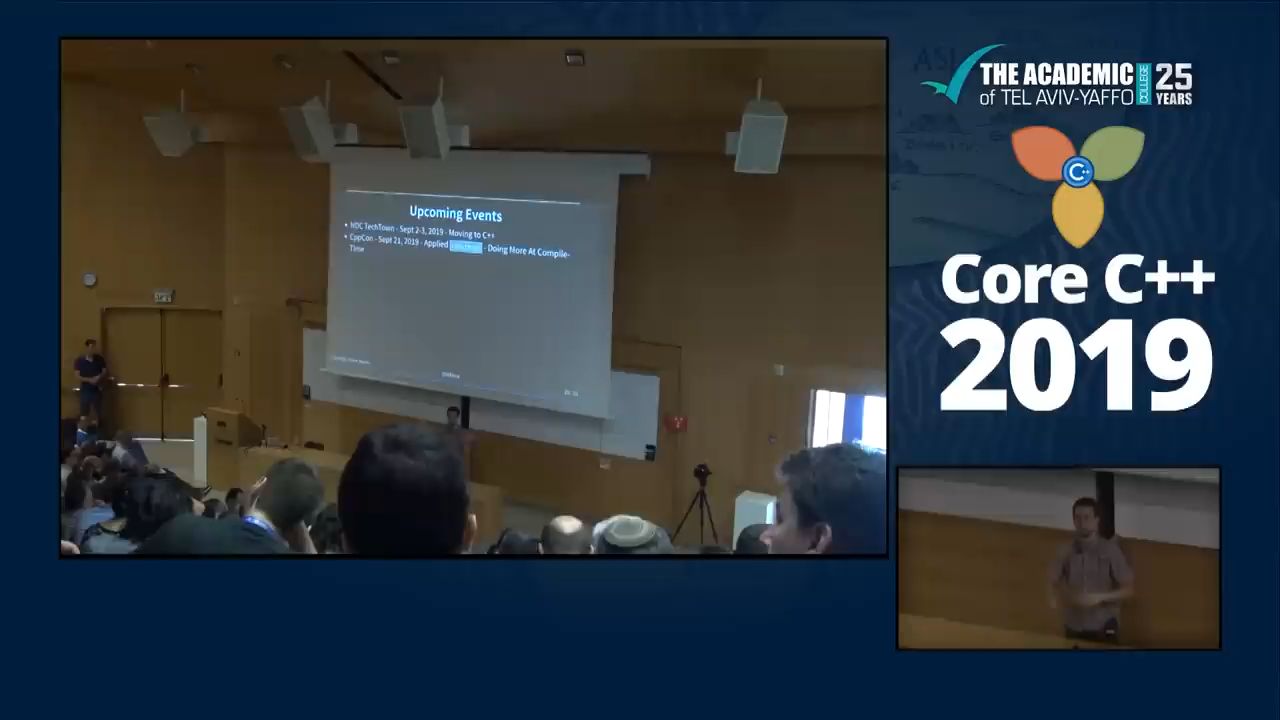 THE ACADEMIC
of TEL AVIV-YAFFO
COLLEGE
25
YEARS
C++
Core C++
2019
Upcoming Events
NDC TechTown - Sept 2-3, 2019 - Moving to C++
CppCon - Sept 21, 2019 - Applied - Doing More At Compile-
Time